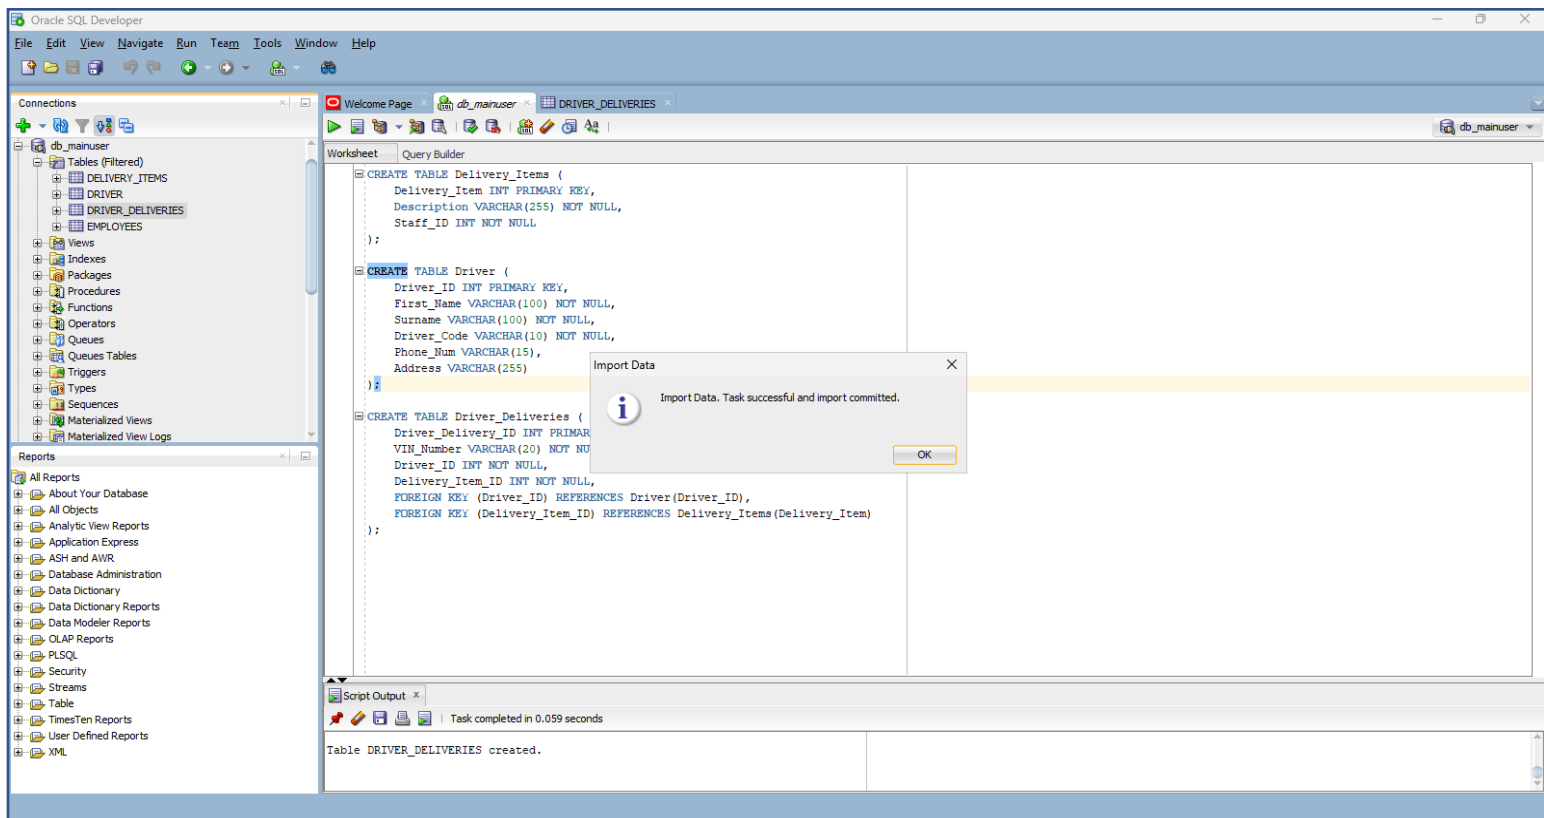 Oracle SQL Developer
File Edit View Navigate Run Team Tools Window Help
Connections
db_mainuser
Tables (Filtered)
DELIVERY_ITEMS
DRIVER
DRIVER_DELIVERIES
EMPLOYEES
Views
Indexes
Packages
Procedures
Functions
Operators
Queues
Queues Tables
Triggers
Types
Sequences
Materialized Views
Materialized View Logs
Reports
All Reports
About Your Database
All Objects
Analytic View Reports
Application Express
ASH and AWR
Database Administration
Data Dictionary
Data Dictionary Reports
Data Modeler Reports
OLAP Reports
PLSQL
Security
Streams
Table
TimesTen Reports
User Defined Reports
XML
Welcome Page db_mainuser DRIVER_DELIVERIES
db_mainuser
Worksheet Query Builder
CREATE TABLE Delivery_Items (
Delivery_Item INT PRIMARY KEY,
Description VARCHAR(255) NOT NULL,
Staff_ID INT NOT NULL
);
CREATE TABLE Driver (
Driver_ID INT PRIMARY KEY,
First_Name VARCHAR(100) NOT NULL,
Surname VARCHAR(100) NOT NULL,
Driver_Code VARCHAR(10) NOT NULL,
Phone_Num VARCHAR(15),
Address VARCHAR(255)
);
CREATE TABLE Driver_Deliveries (
Driver_Delivery_ID INT PRIMAR
VIN_Number VARCHAR(20) NOT NU
Driver_ID INT NOT NULL,
Delivery_Item_ID INT NOT NULL,
FOREIGN KEY (Driver_ID) REFERENCES Driver(Driver_ID),
FOREIGN KEY (Delivery_Item_ID) REFERENCES Delivery_Items(Delivery_Item)
);
Import Data
Import Data. Task successful and import committed.
OK
Script Output
Task completed in 0.059 seconds
Table DRIVER_DELIVERIES created.